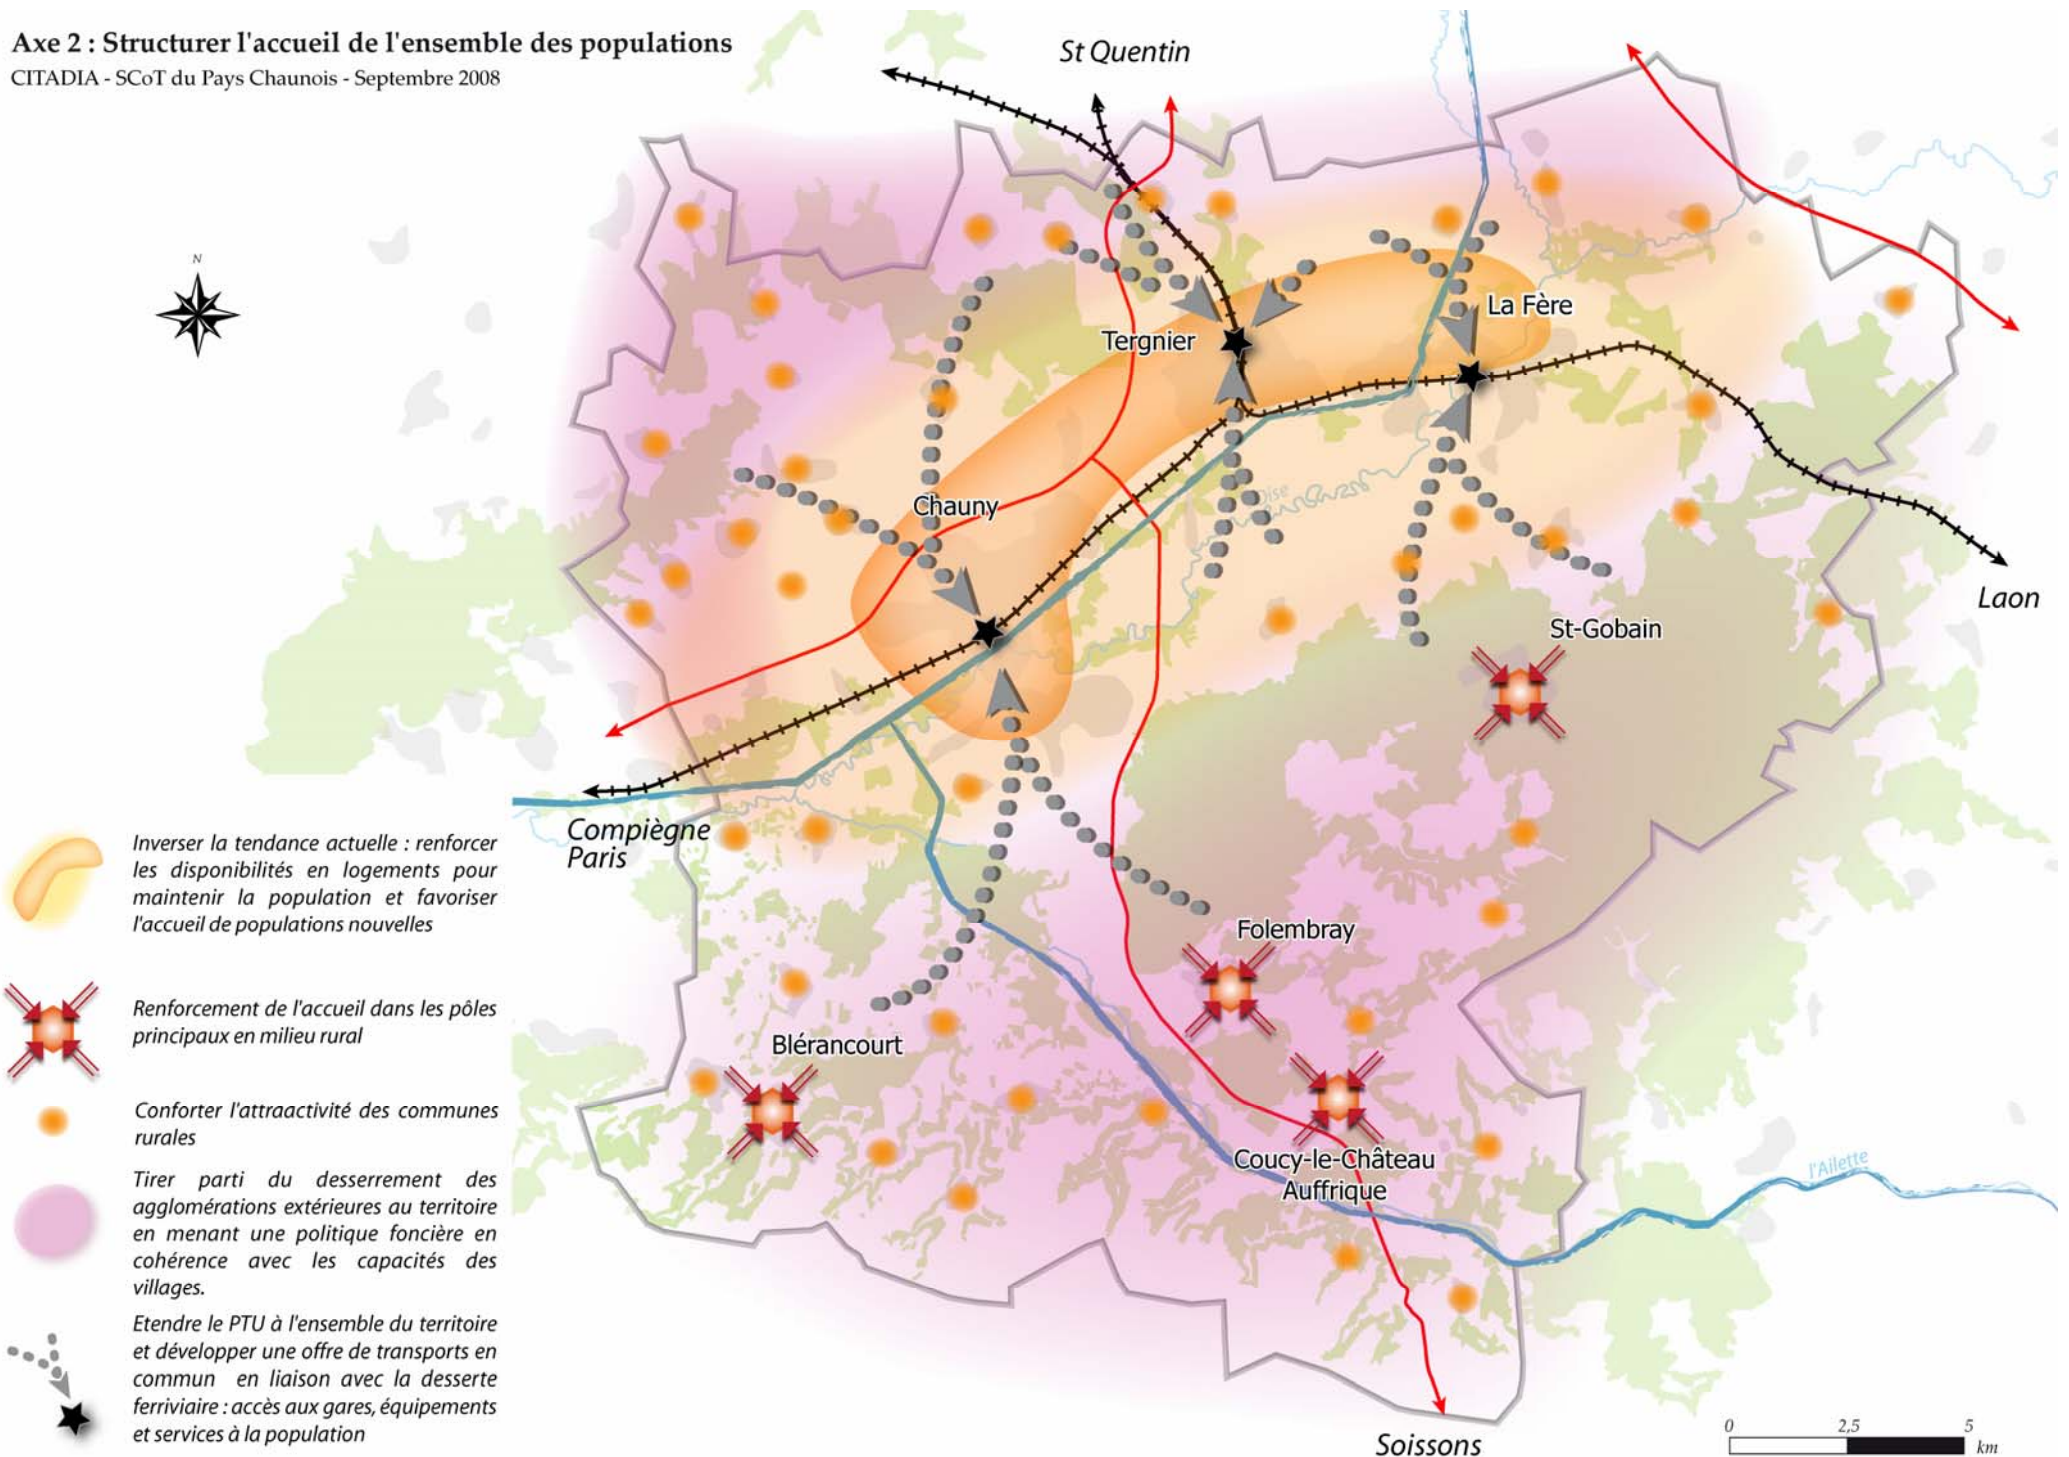 Axe 2 : Structurer l'accueil de l'ensemble des populations
CITADIA - SCoT du Pays Chaunois - Septembre 2008
St Quentin
N
La Fère
Tergnier
Chauny
Oise
Laon
St-Gobain
Compiègne
Paris
Folembray
Blérancourt
Coucy-le-Château
Auffrique
l'Ailette
Soissons
Inverser la tendance actuelle : renforcer
les disponibilités en logements pour
maintenir la population et favoriser
l'accueil de populations nouvelles
Renforcement de l'accueil dans les pôles
principaux en milieu rural
Conforter l'attraactivité des communes
rurales
Tirer parti du desserrement des
agglomérations extérieures au territoire
en menant une politique foncière en
cohérence avec les capacités des
villages.
Etendre le PTU à l'ensemble du territoire
et développer une offre de transports en
commun en liaison avec la desserte
ferriviaire : accès aux gares, équipements
et services à la population
0 2,5 5
km